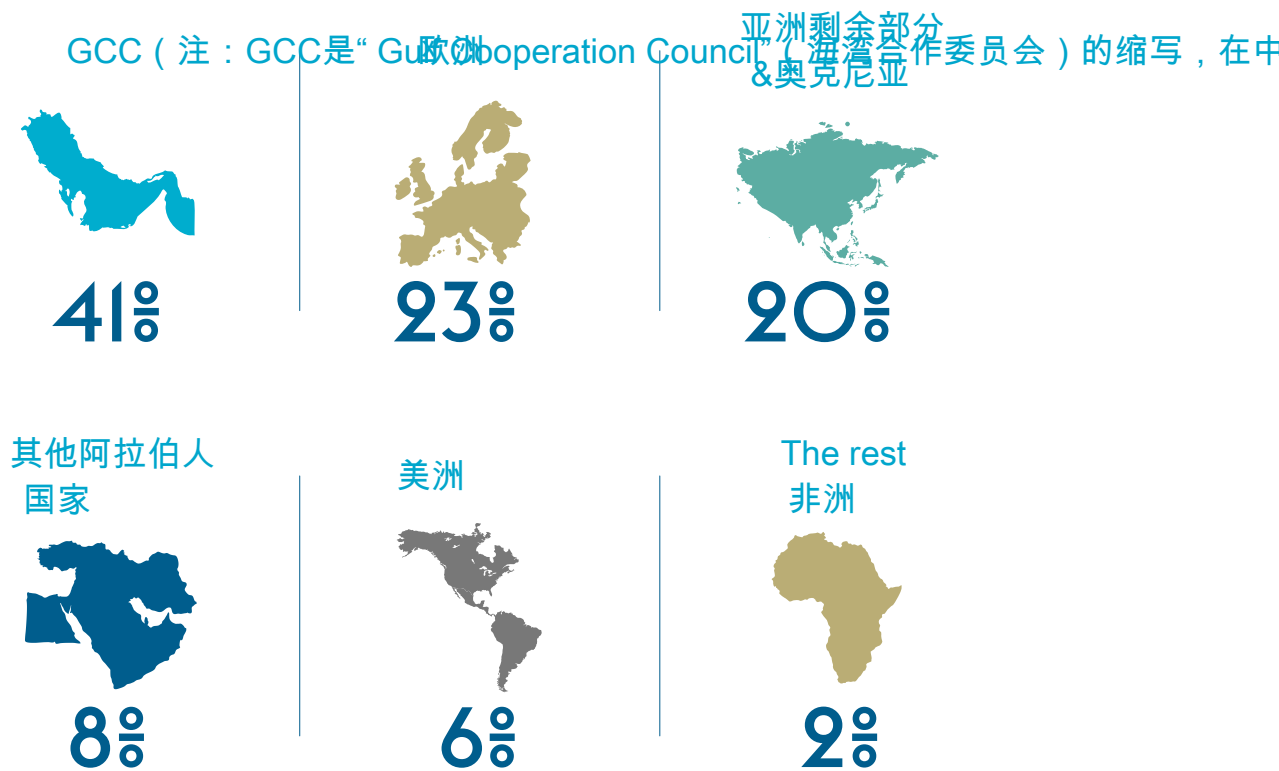 GCC（注：GCC是“ Gulf Cooperation Council”（海湾合作委员会）的缩写，在中
欧洲
亚洲剩余部分
&奥克尼亚
41%
23%
20%
其他阿拉伯人
国家
美洲
The rest
非洲
8%
6%
2%